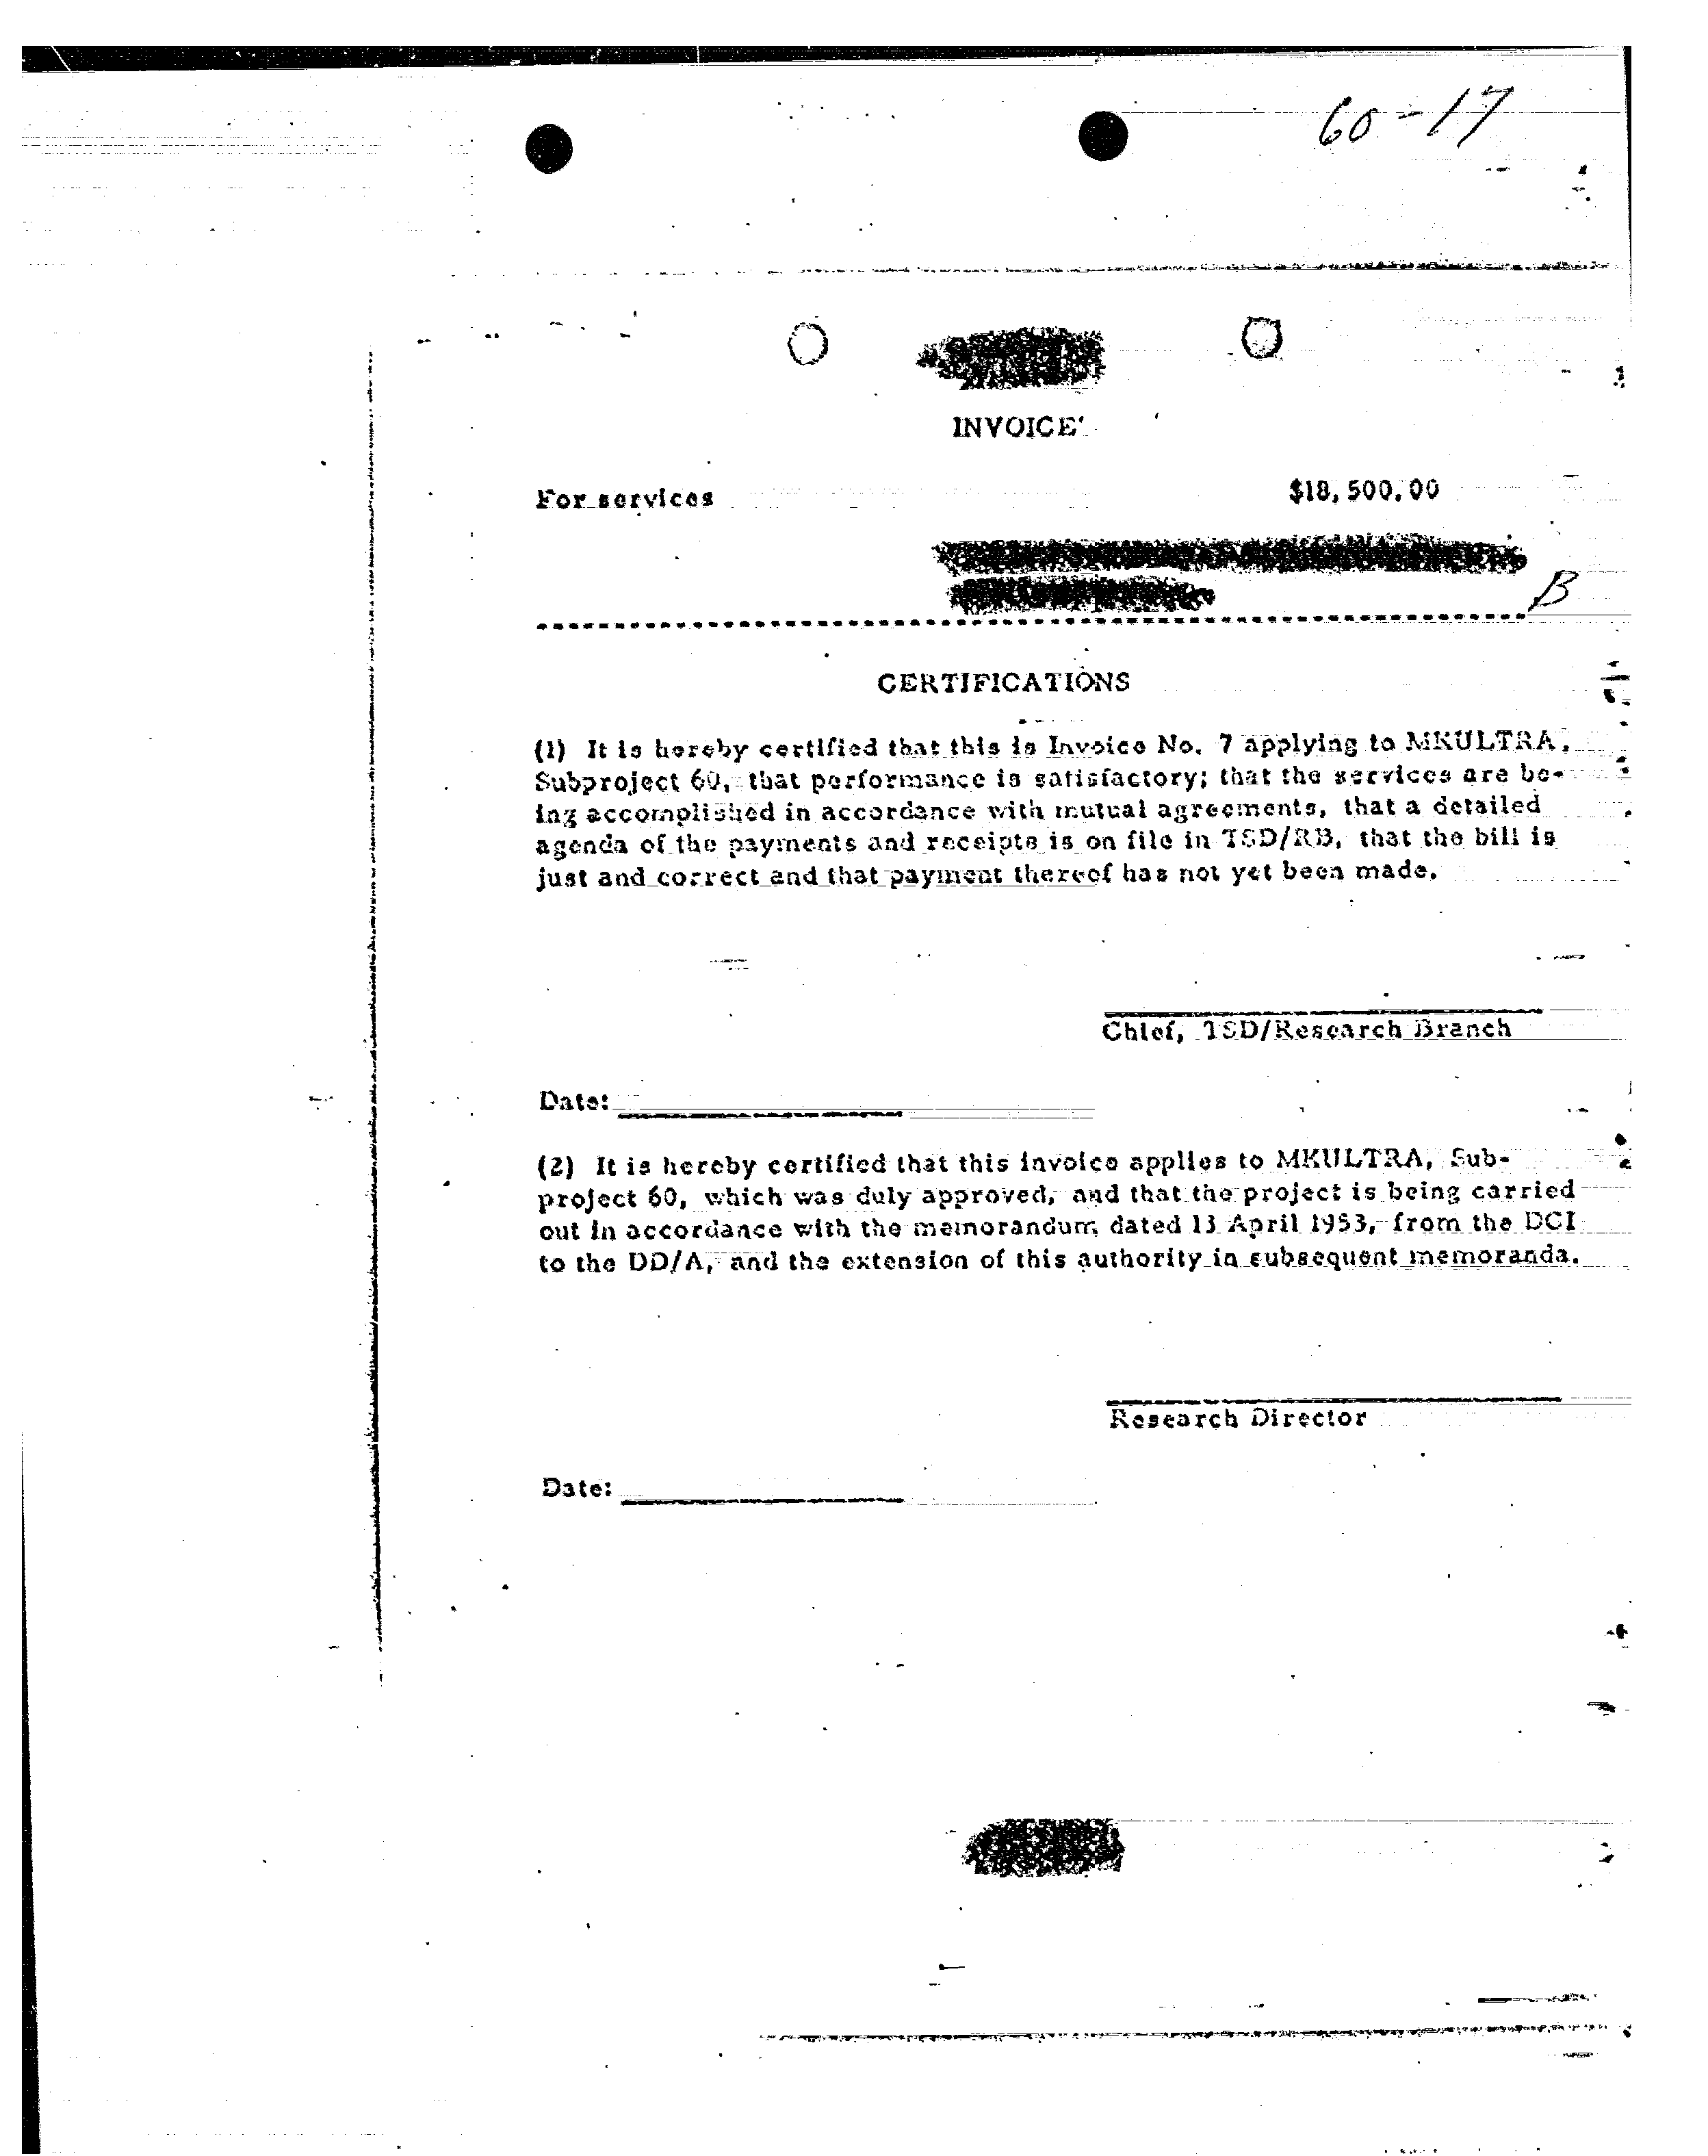 60-17
INVOICE
For services $18,500.00
B
CERTIFICATIONS
(1) It is hereby certified that this is Invoice No. 7 applying to MKULTRA,
Subproject 60, that performance is satisfactory; that the services are be-
ing accomplished in accordance with mutual agreements, that a detailed
agenda of the payments and receipts is on file in TSD/RB, that the bill is
just and correct and that payment thereof has not yet been made.
Chief, TSD/Research Branch
Date:
(2) It is hereby certified that this invoice applies to MKULTRA, Sub-
project 60, which was duly approved, and that the project is being carried
out in accordance with the memorandum dated 13 April 1953, from the DCI
to the DD/A, and the extension of this authority in subsequent memoranda.
Research Director
Date: